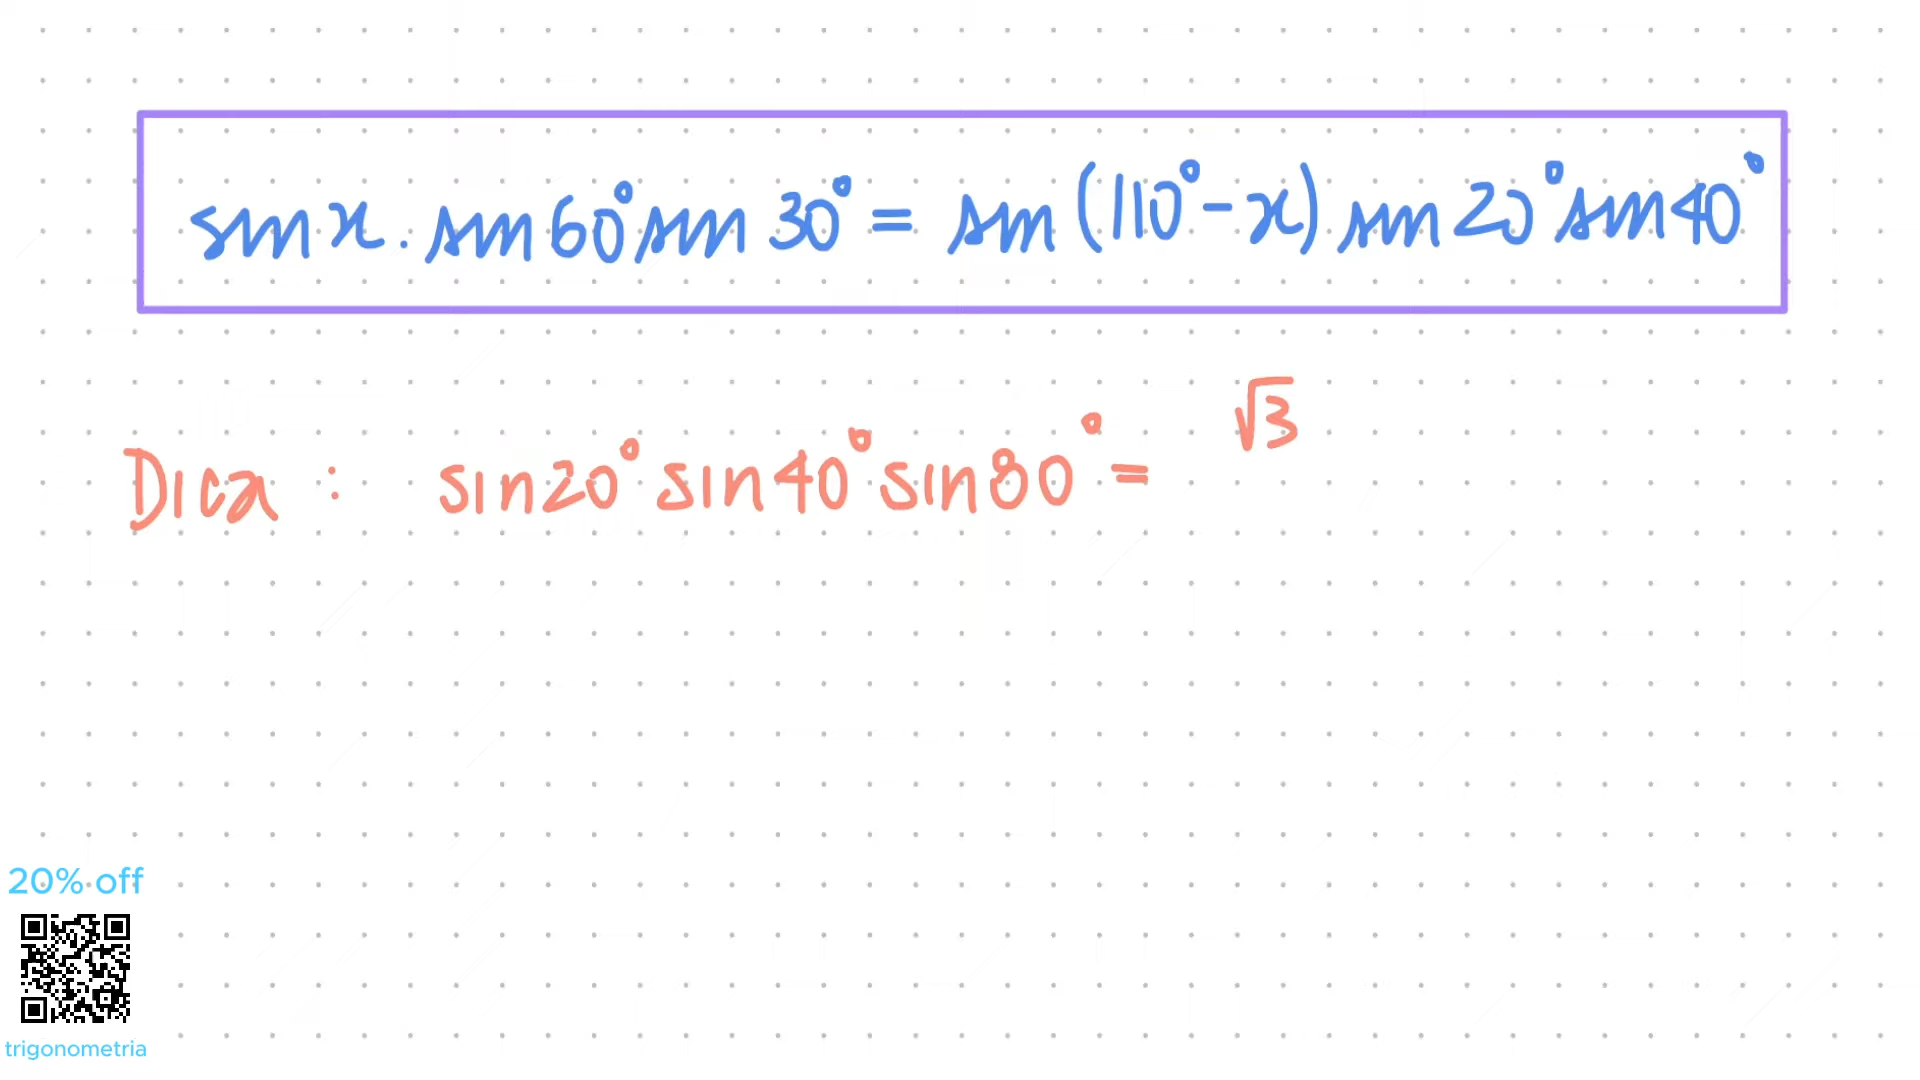 sin x . sin 60° sin 30° = sin (110° - x) sin 20° sin 40°
√3
Dica : sin 20° sin 40° sin 80° =
20% off
trigonometria